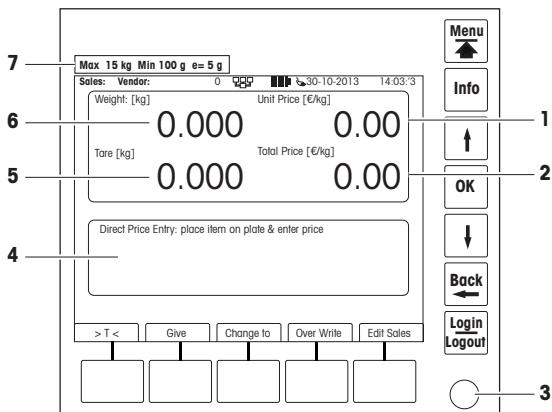 Menu
7 Max 15 kg Min 100 g e= 5 g
Sales: Vendor: 0 30-10-2013 14:03:'3
Info
Weight: [kg] Unit Price [€/kg]
6 0.000 0.00 1
Tare [kg] Total Price [€/kg]
5 0.000 0.00 2
OK
Direct Price Entry: place item on plate & enter price
4
Back
Login
Logout
> T < Give Change to Over Write Edit Sales
3